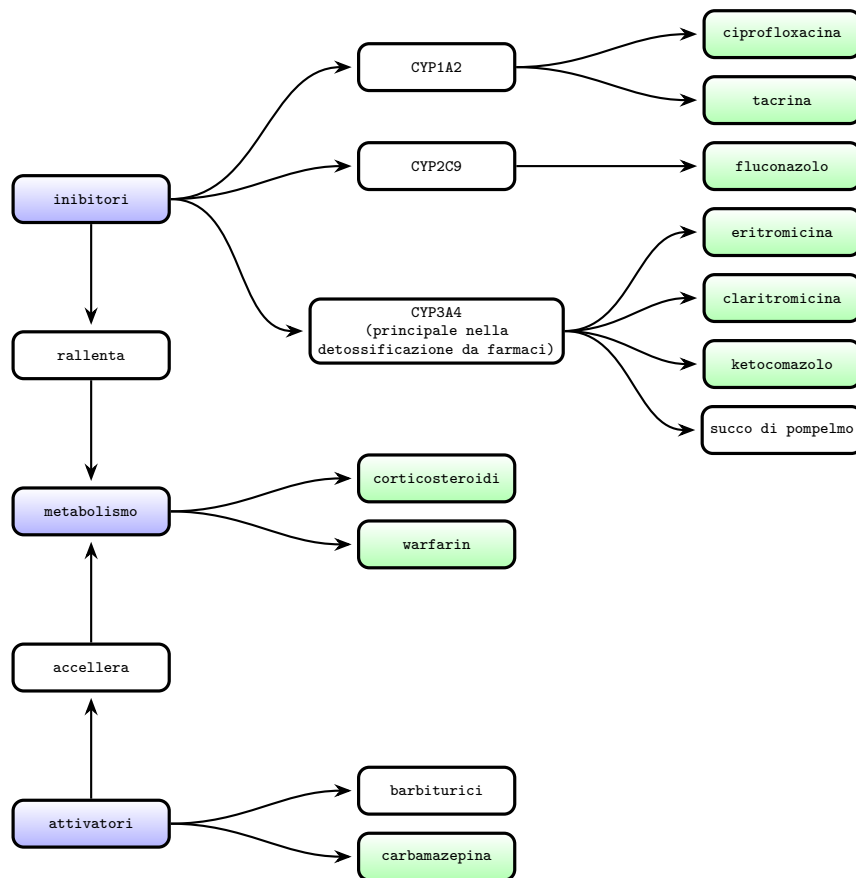 ciprofloxacina
CYP1A2
tacrina
CYP2C9
fluconazolo
inibitori
eritromicina
claritromicina
CYP3A4
(principale nella
detossificazione da farmaci)
rallenta
ketocomazolo
succo di pompelmo
corticosteroidi
metabolismo
warfarin
accellera
barbiturici
attivatori
carbamazepina